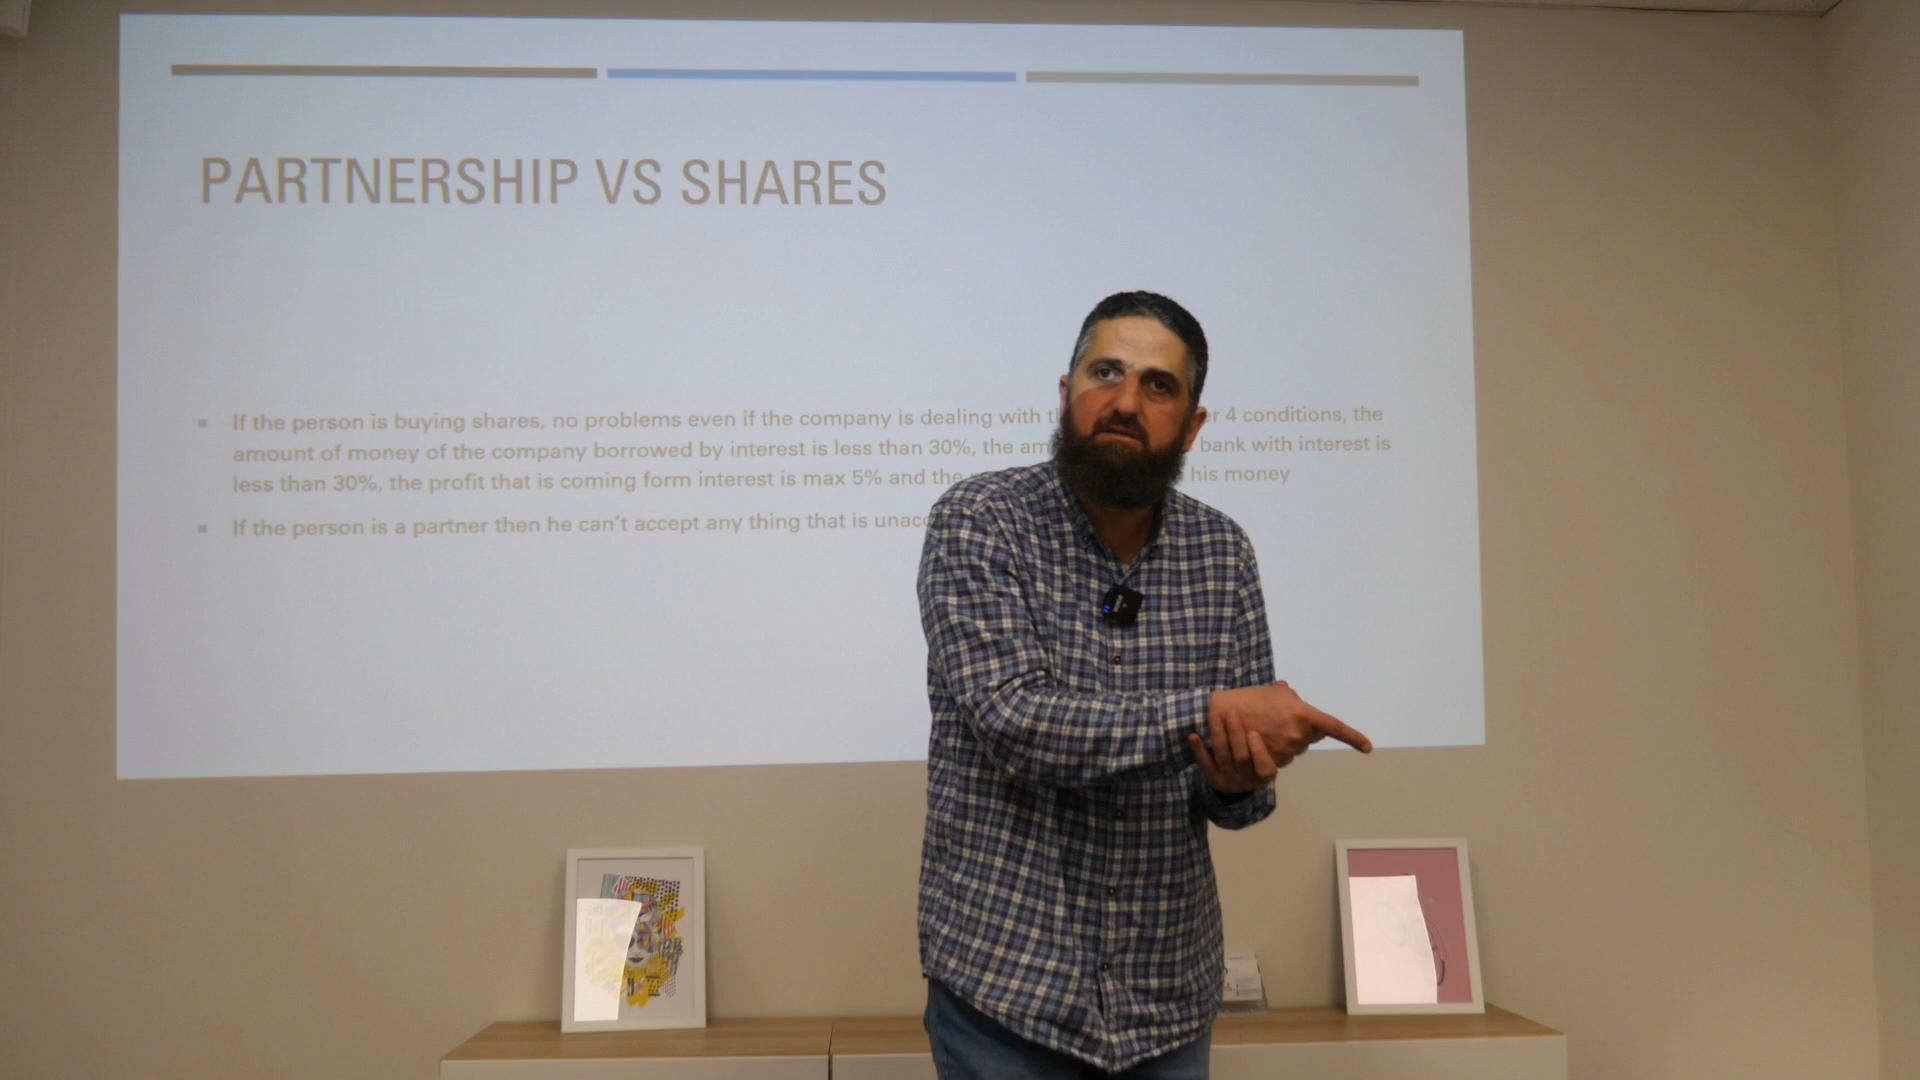 PARTNERSHIP VS SHARES
If the person is buying shares, no problems even if the company is dealing with er 4 conditions, the
amount of money of the company borrowed by interest is less than 30%, the am bank with interest is
less than 30%, the profit that is coming form interest is max 5% and the his money
If the person is a partner then he can't accept any thing that is unacc